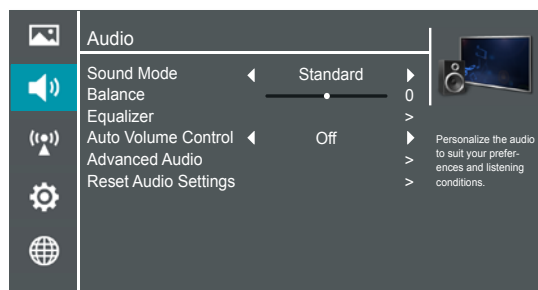 Audio
Sound Mode Standard
Balance 0
Equalizer >
Auto Volume Control Off
Advanced Audio >
Reset Audio Settings >
Personalize the audio
to suit your prefer-
ences and listening
conditions.